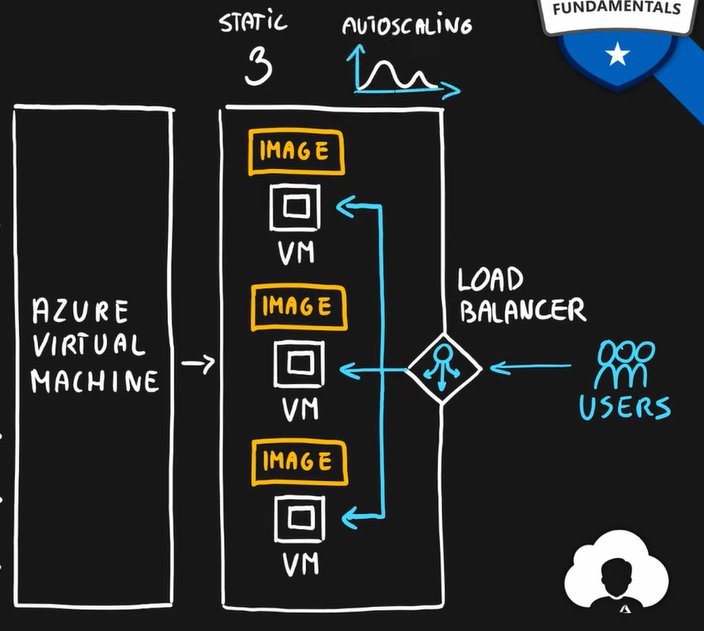 FUNDAMENTALS
STATIC
3
AUTOSCALING
IMAGE
VM
IMAGE
VM
IMAGE
VM
AZURE
VIRTUAL
MACHINE
LOAD
BALANCER
USERS